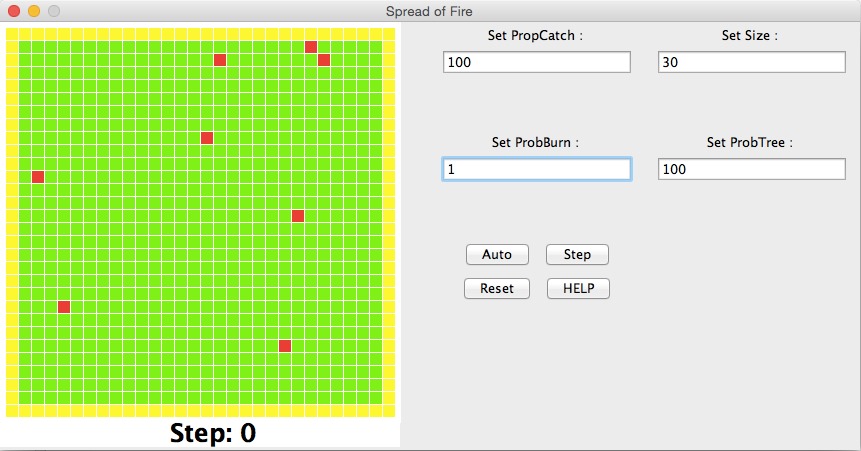 Spread of Fire
Set PropCatch :
Set Size :
100
30
Set ProbBurn :
Set ProbTree :
1
100
Auto
Step
Reset
HELP
Step: 0